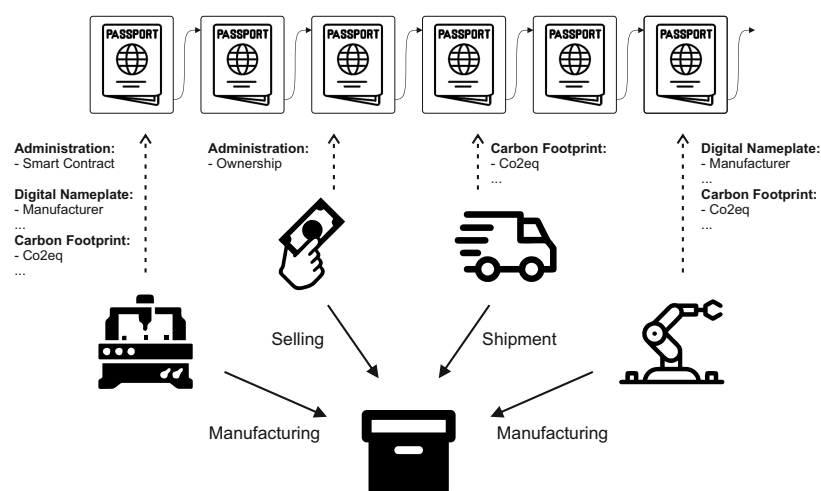 PASSPORT PASSPORT PASSPORT PASSPORT PASSPORT PASSPORT
Administration:
- Smart Contract
Digital Nameplate:
- Manufacturer
...
Carbon Footprint:
- Co2eq
...
Administration:
- Ownership
Carbon Footprint:
- Co2eq
...
Digital Nameplate:
- Manufacturer
...
Carbon Footprint:
- Co2eq
...
Selling
Shipment
Manufacturing
Manufacturing